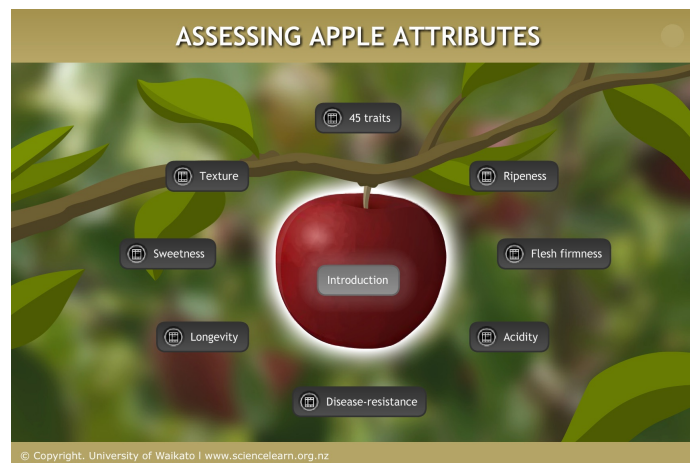 ASSESSING APPLE ATTRIBUTES
45 traits
Texture
Ripeness
Sweetness
Flesh firmness
Introduction
Longevity
Acidity
Disease-resistance
© Copyright. University of Waikato l www.sciencelearn.org.nz